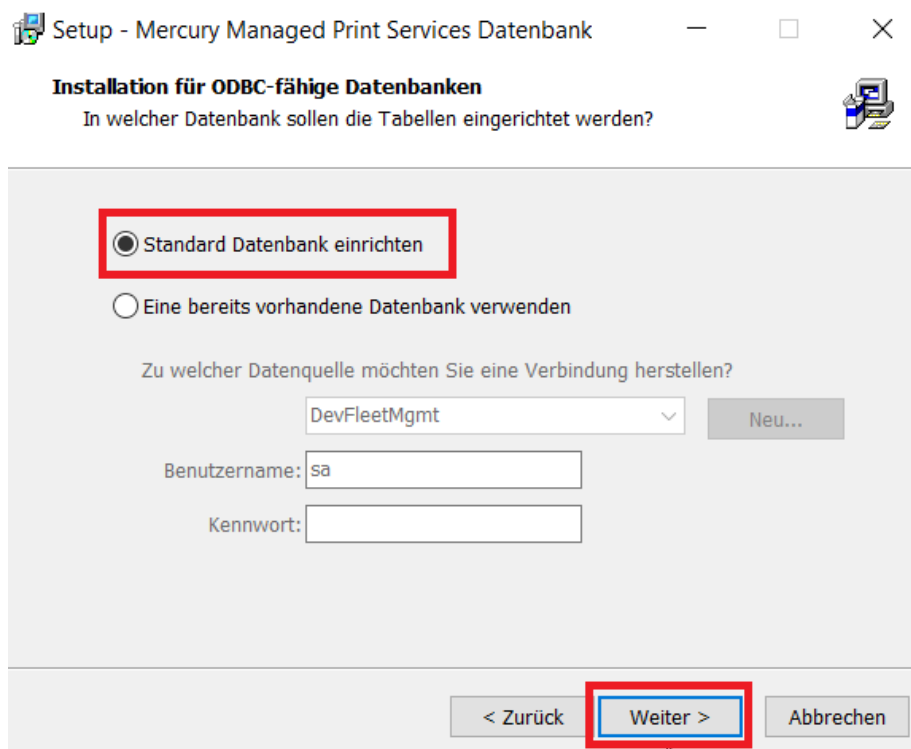 Setup - Mercury Managed Print Services Datenbank
Installation für ODBC-fähige Datenbanken
In welcher Datenbank sollen die Tabellen eingerichtet werden?
Standard Datenbank einrichten
Eine bereits vorhandene Datenbank verwenden
Zu welcher Datenquelle möchten Sie eine Verbindung herstellen?
DevFleetMgmt Neu...
Benutzername: sa
Kennwort:
< Zurück Weiter > Abbrechen